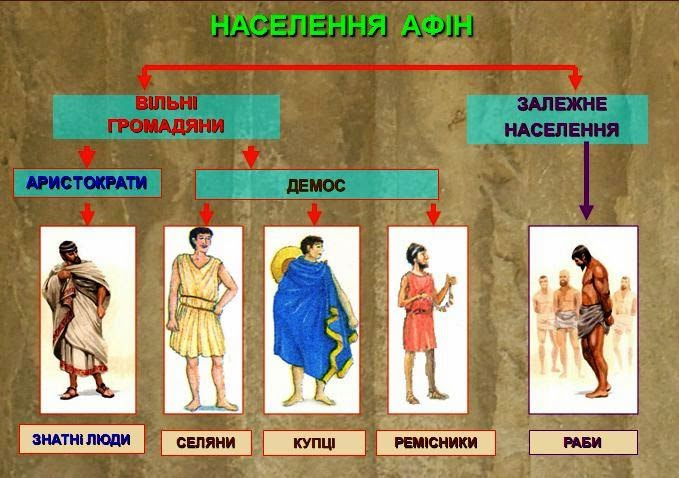 НАСЕЛЕННЯ АФІН
ВІЛЬНІ
ГРОМАДЯНИ
ЗАЛЕЖНЕ
НАСЕЛЕННЯ
АРИСТОКРАТИ
ДЕМОС
ЗНАТНІ ЛЮДИ
СЕЛЯНИ
КУПЦІ
РЕМІСНИКИ
РАБИ